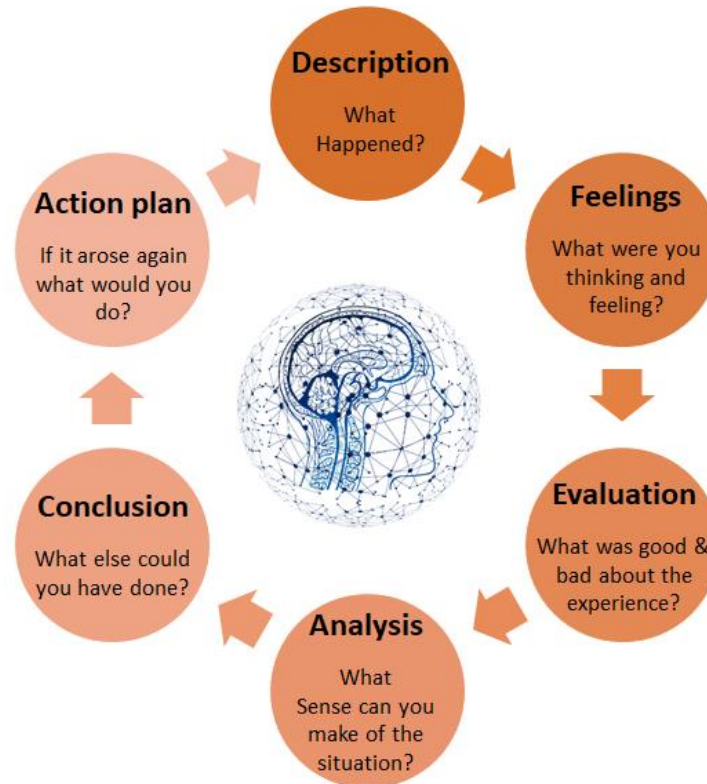 Description
What
Happened?
Feelings
What were you
thinking and
feeling?
Evaluation
What was good &
bad about the
experience?
Analysis
What
Sense can you
make of the
situation?
Conclusion
What else could
you have done?
Action plan
If it arose again
what would you
do?